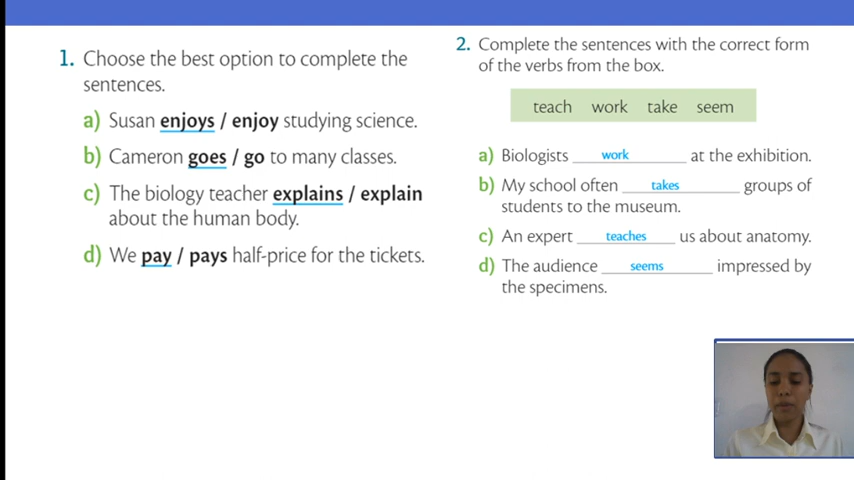 1. Choose the best option to complete the
sentences.
a) Susan enjoys / enjoy studying science.
b) Cameron goes / go to many classes.
c) The biology teacher explains / explain
about the human body.
d) We pay / pays half-price for the tickets.
2. Complete the sentences with the correct form
of the verbs from the box.
teach work take seem
a) Biologists ___work___ at the exhibition.
b) My school often ___takes___ groups of
students to the museum.
c) An expert ___teaches___ us about anatomy.
d) The audience ___seems___ impressed by
the specimens.